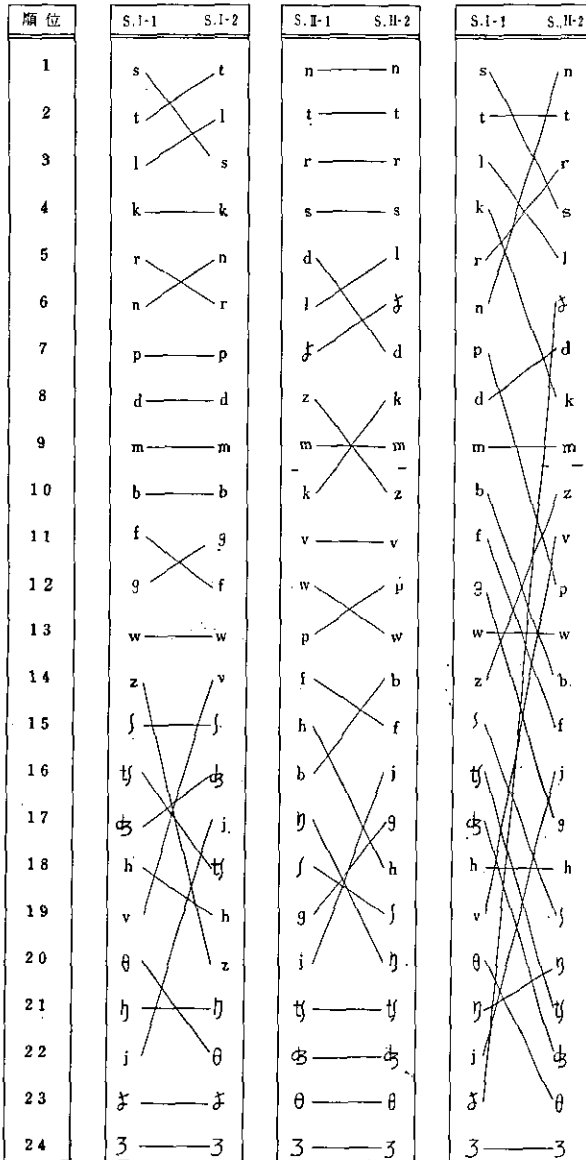 順位 S.I-1 S.I-2 S.II-1 S.II-2 S.I-1 S.II-2
1 s t n n s n
2 t l t t t t
3 l s r r l r
4 k k s s k s
5 r n d l r l
6 n r l ɟ n ɟ
7 p p ɟ d p d
8 d d z k d k
9 m m m m m m
10 b b k z b z
11 f g v v f v
12 g f w p g p
13 w w p w w w
14 z v f b z b
15 ʃ ʃ h f ʃ f
16 ʧ ʤ b j ʧ j
17 ʤ j ŋ g ʤ g
18 h ʧ ʃ h h h
19 v h g ʃ v ʃ
20 θ z j ŋ θ ŋ
21 ŋ ŋ ʧ ʧ ŋ ʧ
22 j θ ʤ ʤ j ʤ
23 ɟ ɟ θ θ ɟ θ
24 ʒ ʒ ʒ ʒ ʒ ʒ